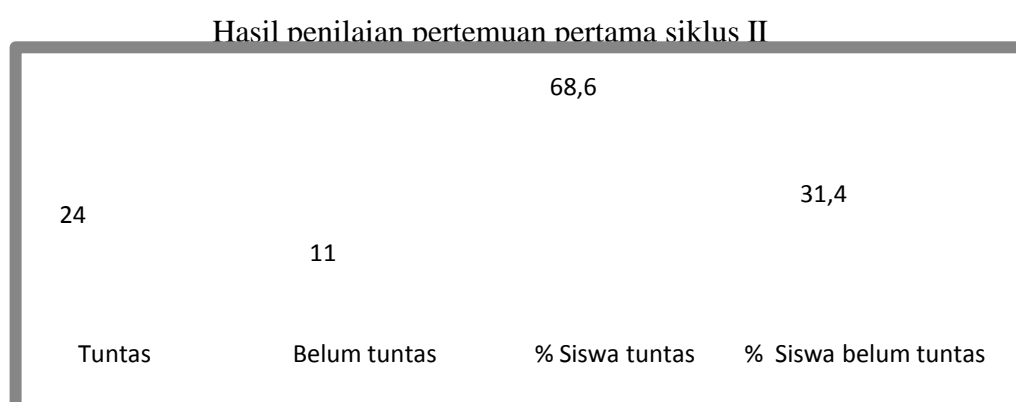 Hasil penilaian pertemuan pertama siklus II
68,6
31,4
24
11
Tuntas Belum tuntas % Siswa tuntas % Siswa belum tuntas